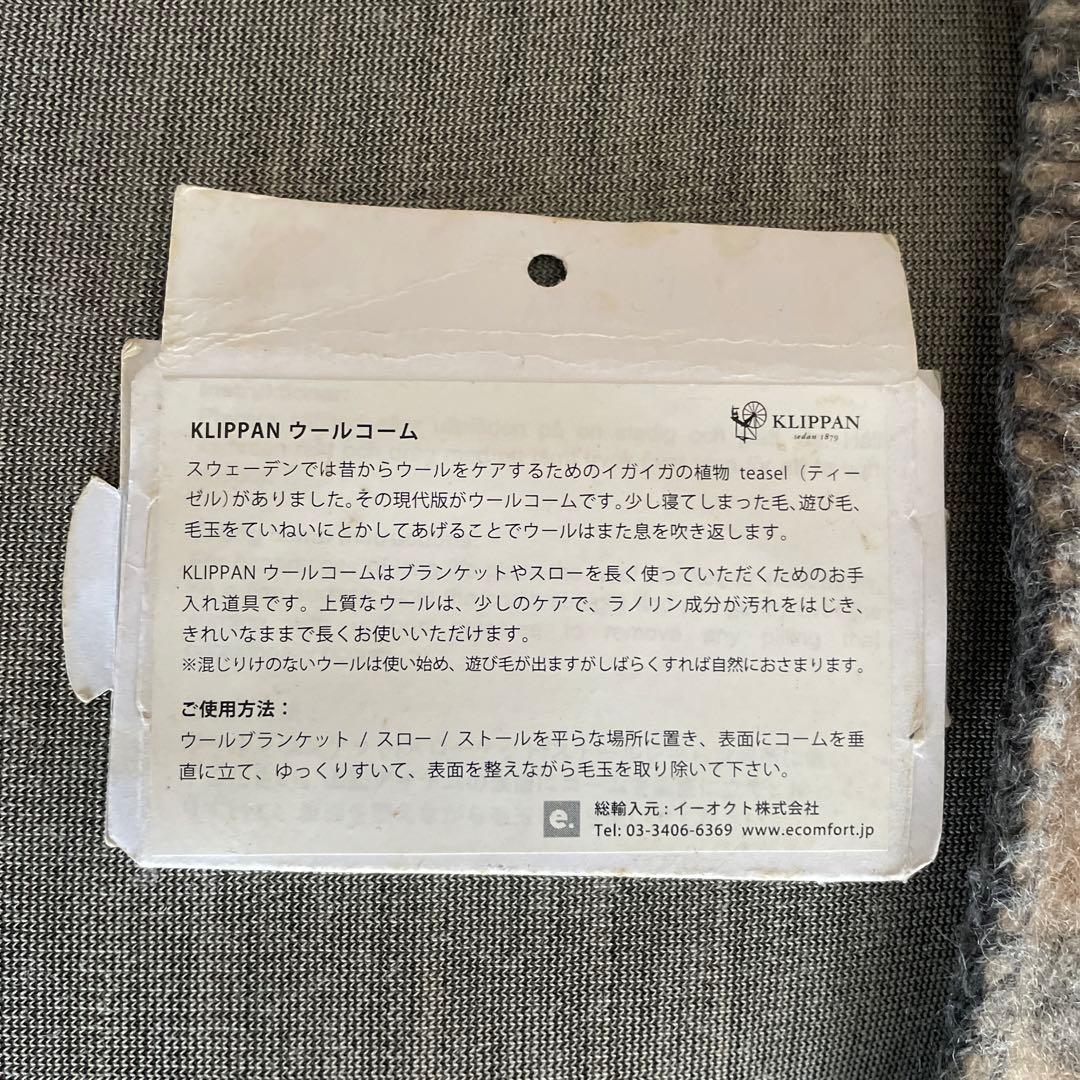 KLIPPAN ウールコーム
KLIPPAN
sedan 1879
スウェーデンでは昔からウールをケアするためのイガイガの植物 teasel（ティー
ゼル）がありました。その現代版がウールコームです。少し寝てしまった毛、遊び毛、
毛玉をていねいにとかしてあげることでウールはまた息を吹き返します。
KLIPPAN ウールコームはブランケットやスローを長く使っていただくためのお手
入れ道具です。上質なウールは、少しのケアで、ラノリン成分が汚れをはじき、
きれいなままで長くお使いいただけます。
※混じりけのないウールは使い始め、遊び毛が出ますがしばらくすれば自然におさまります。
ご使用方法：
ウールブランケット / スロー / ストールを平らな場所に置き、表面にコームを垂
直に立て、ゆっくりすいて、表面を整えながら毛玉を取り除いて下さい。
e.
総輸入元 : イーオクト株式会社
Tel: 03-3406-6369 www.ecomfort.jp